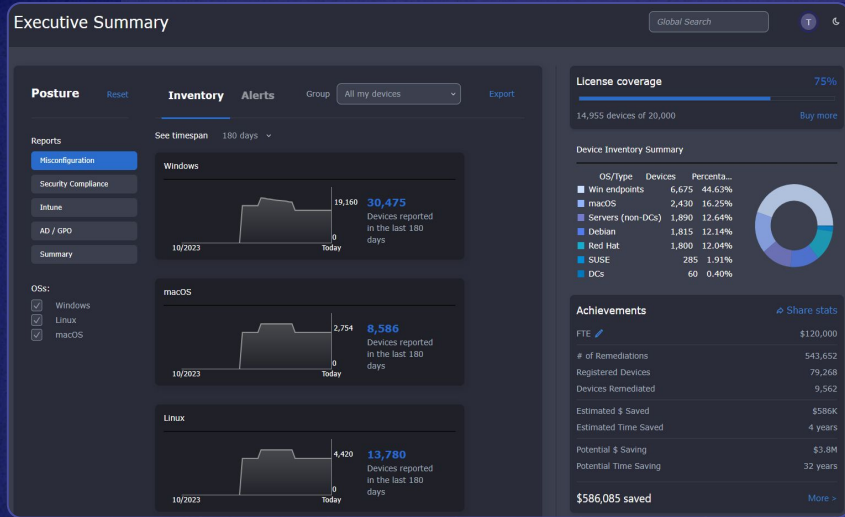 Executive Summary
Global Search
T
Posture
Reset
Reports
Misconfiguration
Security Compliance
Intune
AD / GPO
Summary
OSs:
Windows
Linux
macOS
Inventory Alerts Group All my devices Export
See timespan 180 days
Windows
19,160
0
10/2023
Today
30,475
Devices reported
in the last 180
days
macOS
2,754
0
10/2023
Today
8,586
Devices reported
in the last 180
days
Linux
4,420
0
10/2023
Today
13,780
Devices reported
in the last 180
days
License coverage 75%
14,955 devices of 20,000 Buy more
Device Inventory Summary
OS/Type Devices Percenta...
Win endpoints 6,675 44.63%
macOS 2,430 16.25%
Servers (non-DCs) 1,890 12.64%
Debian 1,815 12.14%
Red Hat 1,800 12.04%
SUSE 285 1.91%
DCs 60 0.40%
Achievements Share stats
FTE $120,000
# of Remediations 543,652
Registered Devices 79,268
Devices Remediated 9,562
Estimated $ Saved $586K
Estimated Time Saved 4 years
Potential $ Saving $3.8M
Potential Time Saving 32 years
$586,085 saved More >